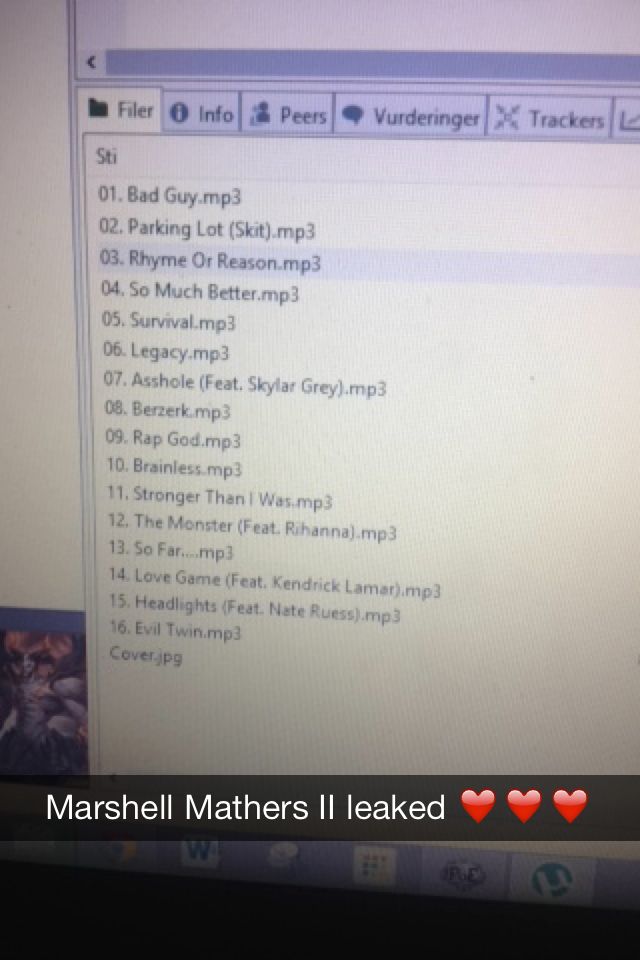 Filer Info Peers Vurderinger Trackers
Sti
01. Bad Guy.mp3
02. Parking Lot (Skit).mp3
03. Rhyme Or Reason.mp3
04. So Much Better.mp3
05. Survival.mp3
06. Legacy.mp3
07. Asshole (Feat. Skylar Grey).mp3
08. Berzerk.mp3
09. Rap God.mp3
10. Brainless.mp3
11. Stronger Than I Was.mp3
12. The Monster (Feat. Rihanna).mp3
13. So Far....mp3
14. Love Game (Feat. Kendrick Lamar).mp3
15. Headlights (Feat. Nate Ruess).mp3
16. Evil Twin.mp3
Cover.jpg
Marshell Mathers II leaked ❤️❤️❤️
W
PoE
µ